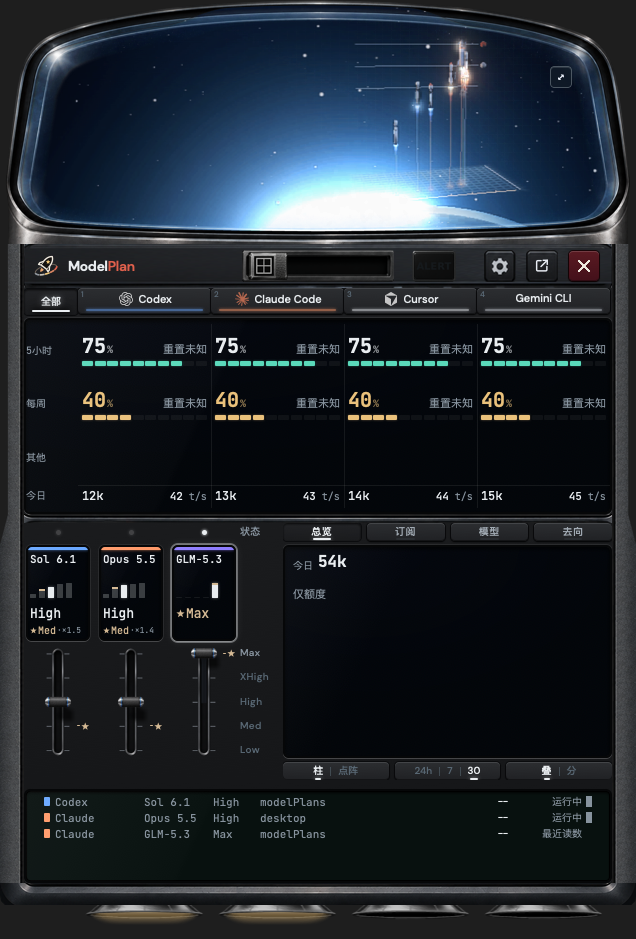 ModelPlan
ALERT
全部 1 Codex 2 Claude Code 3 Cursor 4 Gemini CLI
5小时 75% 重置未知 75% 重置未知 75% 重置未知 75% 重置未知
每周 40% 重置未知 40% 重置未知 40% 重置未知 40% 重置未知
其他
今日 12k 42 t/s 13k 43 t/s 14k 44 t/s 15k 45 t/s
状态 总览 订阅 模型 去向
Sol 6.1 Opus 5.5 GLM-5.3
High High ★Max
★Med·×1.5 ★Med·×1.4
今日 54k
仅额度
-★ Max
XHigh
High
-★ -★ Med
Low
柱 | 点阵 24h | 7 | 30 叠 | 分
Codex Sol 6.1 High modelPlans -- 运行中
Claude Opus 5.5 High desktop -- 运行中
Claude GLM-5.3 Max modelPlans -- 最近读数